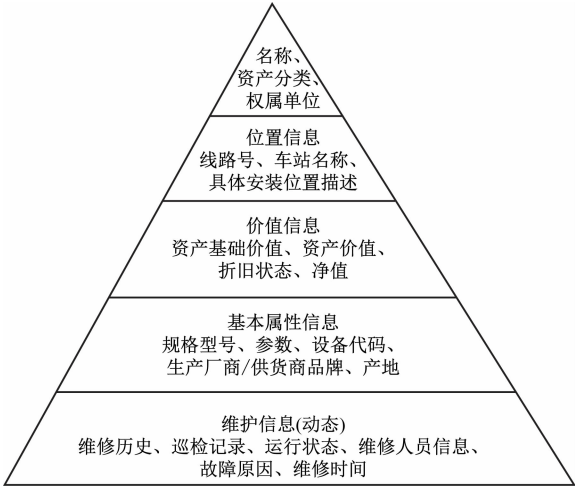 名称、
资产分类、
权属单位
位置信息
线路号、车站名称、
具体安装位置描述
价值信息
资产基础价值、资产价值、
折旧状态、净值
基本属性信息
规格型号、参数、设备代码、
生产厂商/供货商品牌、产地
维护信息(动态)
维修历史、巡检记录、运行状态、维修人员信息、
故障原因、维修时间